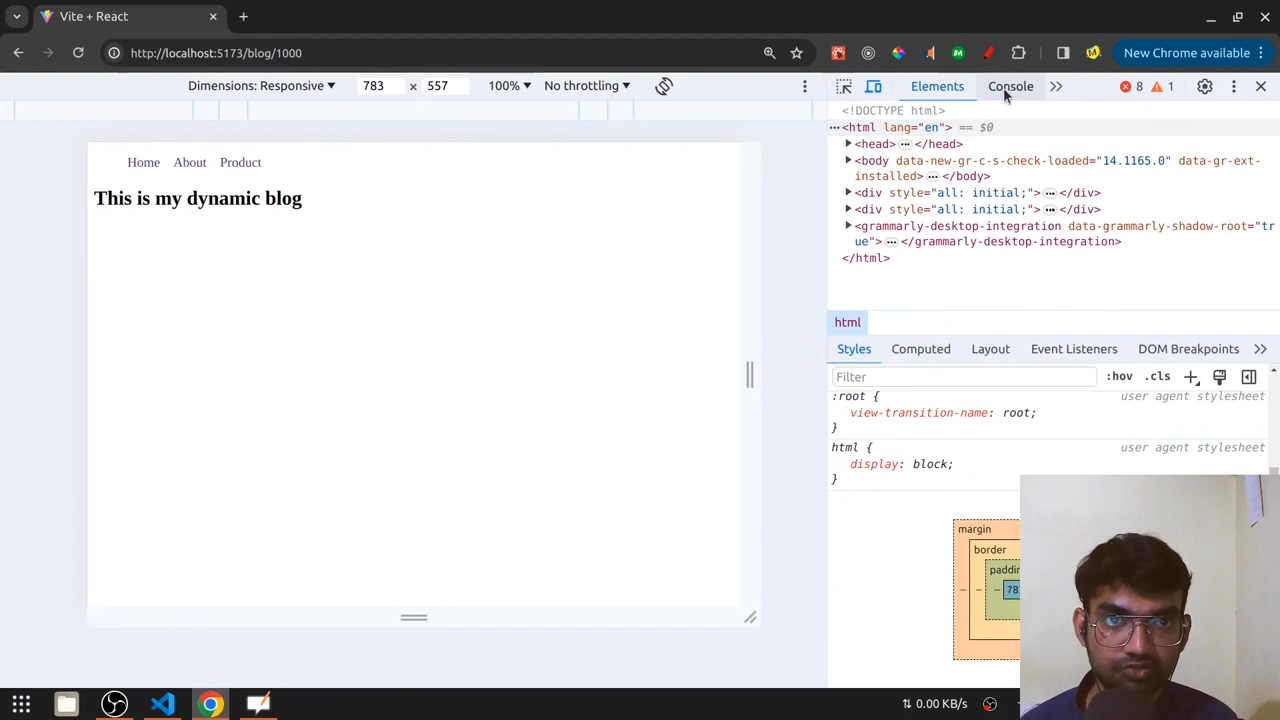 Vite + React
http://localhost:5173/blog/1000
New Chrome available
Dimensions: Responsive 783 × 557 100% No throttling
Elements Console 8 1
Home About Product
This is my dynamic blog
<!DOCTYPE html>
<html lang="en"> == $0
<head> </head>
<body data-new-gr-c-s-check-loaded="14.1165.0" data-gr-ext-
installed> </body>
<div style="all: initial;"> </div>
<div style="all: initial;"> </div>
<grammarly-desktop-integration data-grammarly-shadow-root="tr
ue"> </grammarly-desktop-integration>
</html>
html
Styles Computed Layout Event Listeners DOM Breakpoints
Filter :hov .cls
:root { user agent stylesheet
view-transition-name: root;
}
html { user agent stylesheet
display: block;
}
margin
border
paddin
78
0.00 KB/s